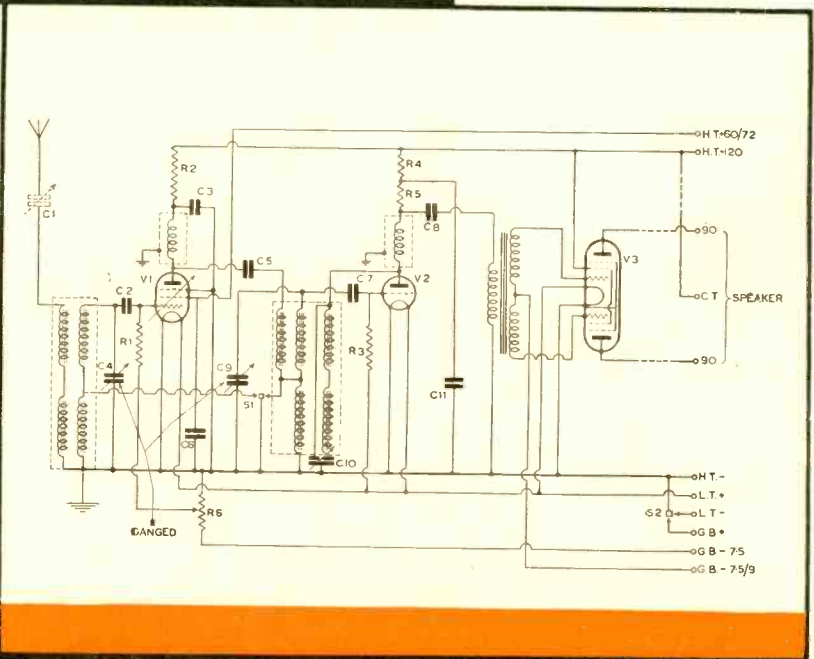 H.T.+60/72
H.T.+120
R2
R4
C3
R5
C1
C8
90
V1
C5
V2
V3
C2
C7
C.T.
SPEAKER
R1
R3
C4
C9
90
S1
C11
C6
C10
H.T.-
L.T.+
R6
S2
L.T-
GANGED
G.B+
G.B-7.5
G.B-7.5/9